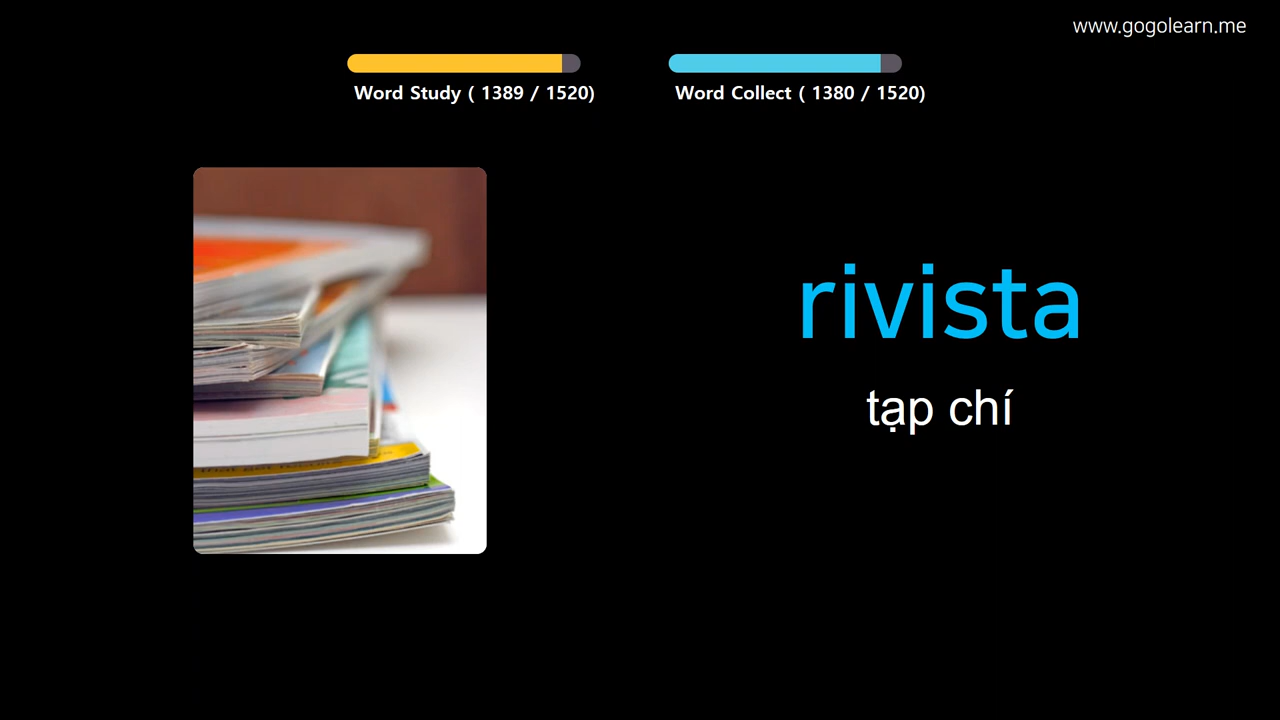 www.gogolearn.me
Word Study ( 1389 / 1520)
Word Collect ( 1380 / 1520)
rivista
tạp chí